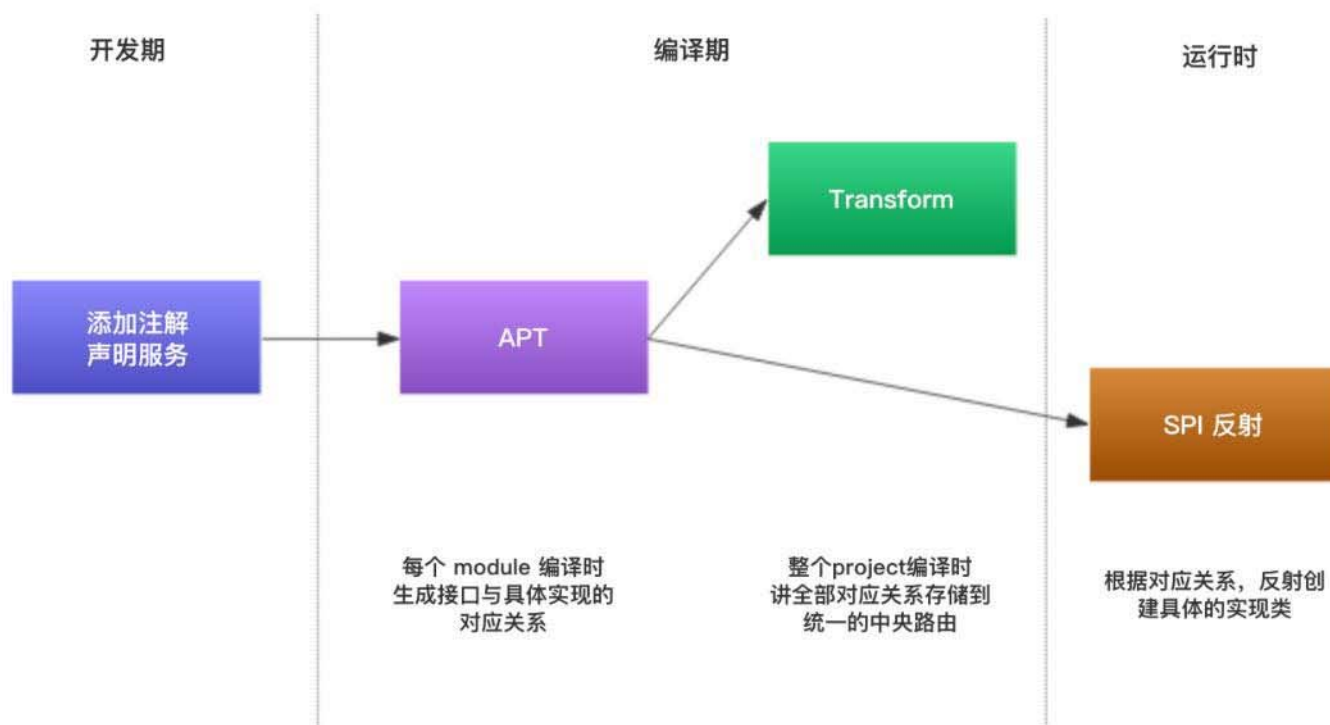 开发期
编译期
运行时
Transform
添加注解
声明服务
APT
SPI 反射
每个 module 编译时
生成接口与具体实现的
对应关系
整个project编译时
讲全部对应关系存储到
统一的中央路由
根据对应关系，反射创
建具体的实现类